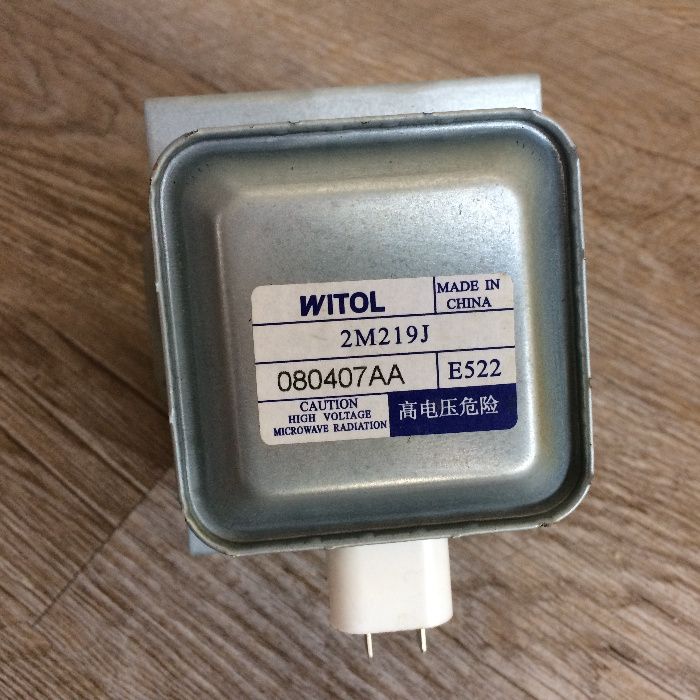 WITOL
MADE IN
CHINA
2M219J
080407AA
E522
CAUTION
HIGH VOLTAGE
MICROWAVE RADIATION
高电压危险